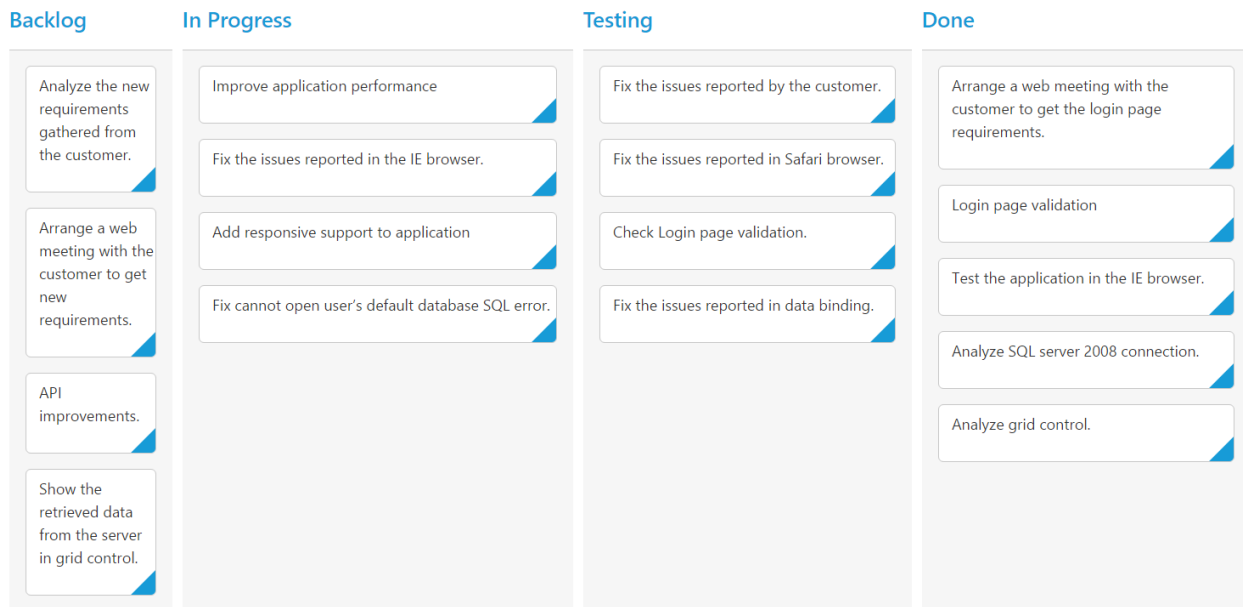 Backlog
Analyze the new
requirements
gathered from
the customer.
Arrange a web
meeting with the
customer to get
new
requirements.
API
improvements.
Show the
retrieved data
from the server
in grid control.
In Progress
Improve application performance
Fix the issues reported in the IE browser.
Add responsive support to application
Fix cannot open user’s default database SQL error.
Testing
Fix the issues reported by the customer.
Fix the issues reported in Safari browser.
Check Login page validation.
Fix the issues reported in data binding.
Done
Arrange a web meeting with the
customer to get the login page
requirements.
Login page validation
Test the application in the IE browser.
Analyze SQL server 2008 connection.
Analyze grid control.